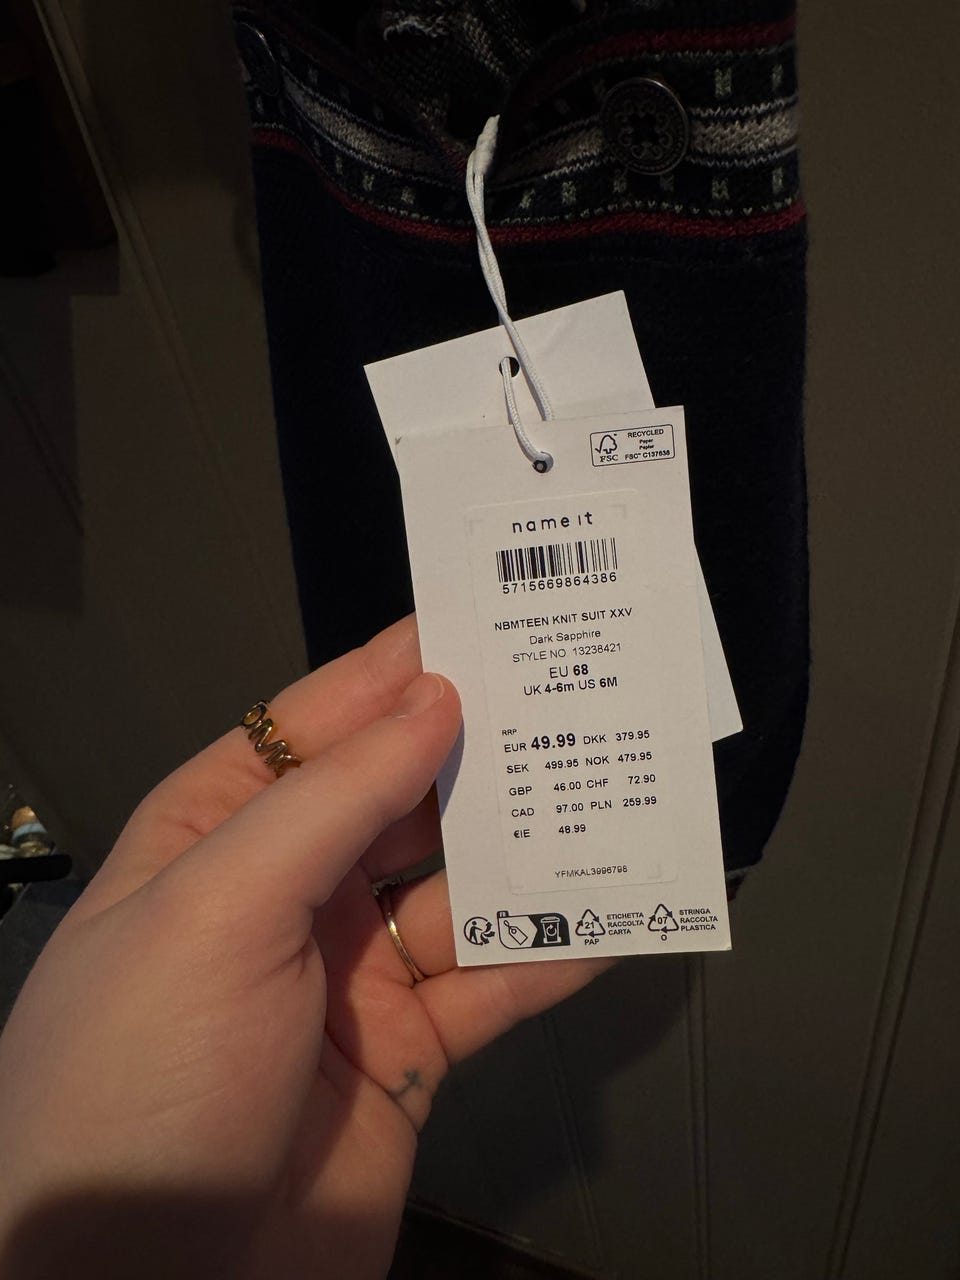 RECYCLED
Paper
Papier
FSC
FSC™ C137636
name it
5715669864386
NBMTEEN KNIT SUIT XXV
Dark Sapphire
STYLE NO. 13238421
EU 68
UK 4-6m US 6M
RRP
EUR 49.99 DKK 379.95
SEK 499.95 NOK 479.95
GBP 46.00 CHF 72.90
CAD 97.00 PLN 259.99
€IE 48.99
YFMKAL3996798
FR
21
PAP
ETICHETTA
RACCOLTA
CARTA
07
O
STRINGA
RACCOLTA
PLASTICA